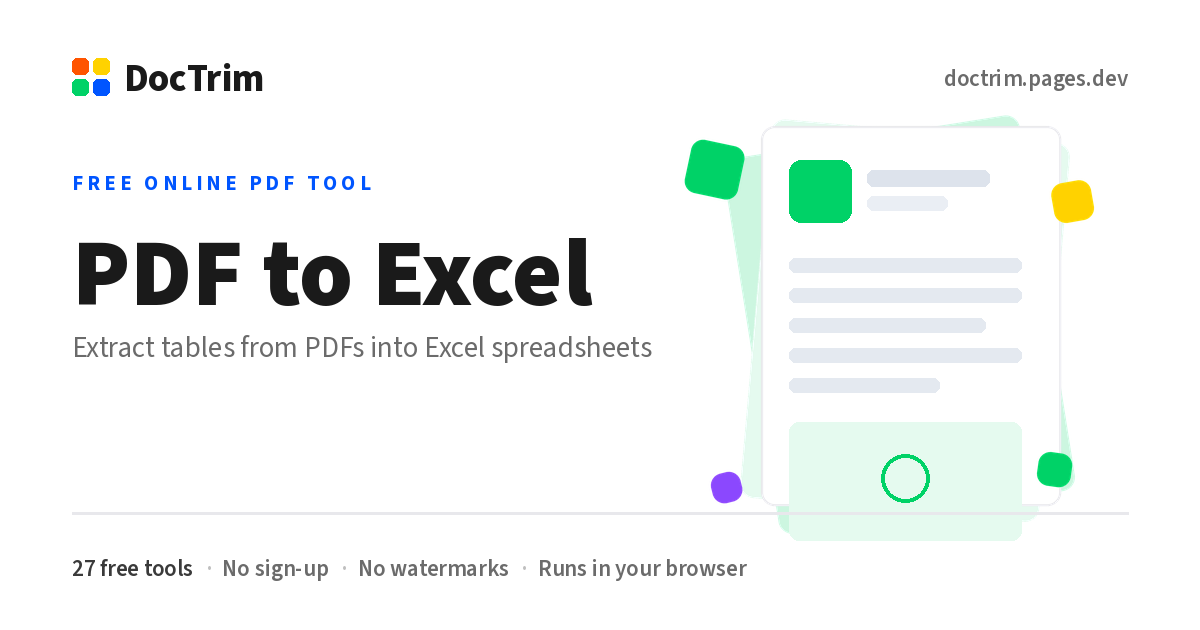 DocTrim
doctrim.pages.dev
FREE ONLINE PDF TOOL
PDF to Excel
Extract tables from PDFs into Excel spreadsheets
27 free tools · No sign-up · No watermarks · Runs in your browser